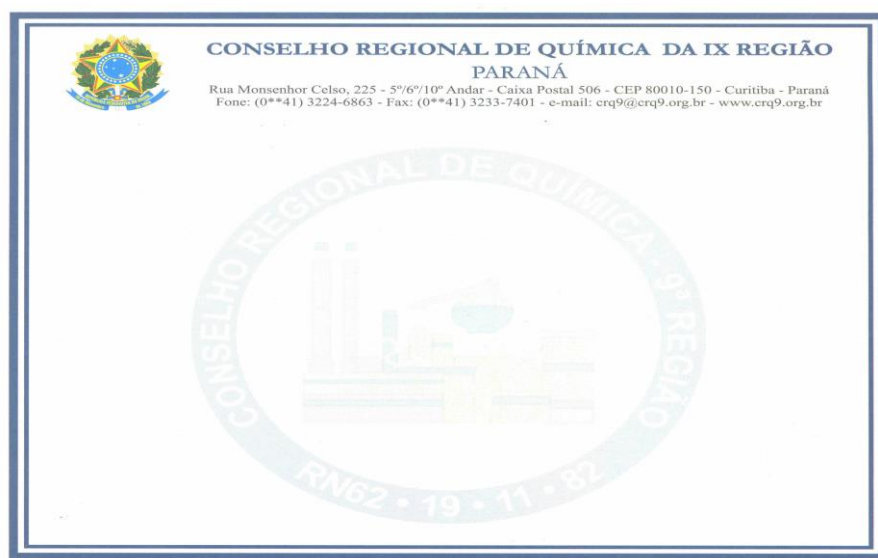 CONSELHO REGIONAL DE QUÍMICA DA IX REGIÃO
PARANÁ
Rua Monsenhor Celso, 225 - 5º/6º/10º Andar - Caixa Postal 506 - CEP 80010-150 - Curitiba - Paraná
Fone: (0**41) 3224-6863 - Fax: (0**41) 3233-7401 - e-mail: crq9@crq9.org.br - www.crq9.org.br
CONSELHO REGIONAL DE QUÍMICA - 9ª REGIÃO
RN62 • 19 • 11 • 82